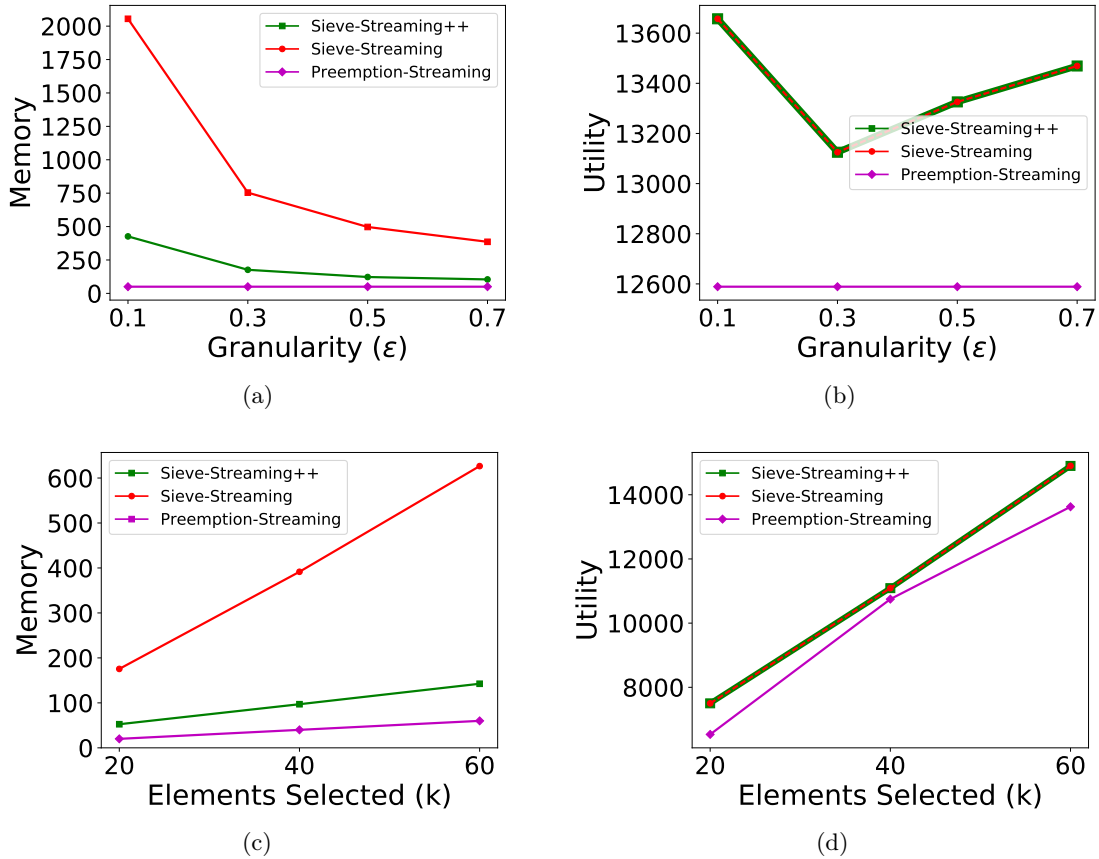 2000
1750
1500
1250
1000
750
500
250
0
Memory
Sieve-Streaming++
Sieve-Streaming
Preemption-Streaming
0.1 0.3 0.5 0.7
Granularity (ε)
(a)
13600
13400
13200
13000
12800
12600
Utility
Sieve-Streaming++
Sieve-Streaming
Preemption-Streaming
0.1 0.3 0.5 0.7
Granularity (ε)
(b)
600
500
400
300
200
100
0
Memory
Sieve-Streaming++
Sieve-Streaming
Preemption-Streaming
20 40 60
Elements Selected (k)
(c)
14000
12000
10000
8000
Utility
Sieve-Streaming++
Sieve-Streaming
Preemption-Streaming
20 40 60
Elements Selected (k)
(d)